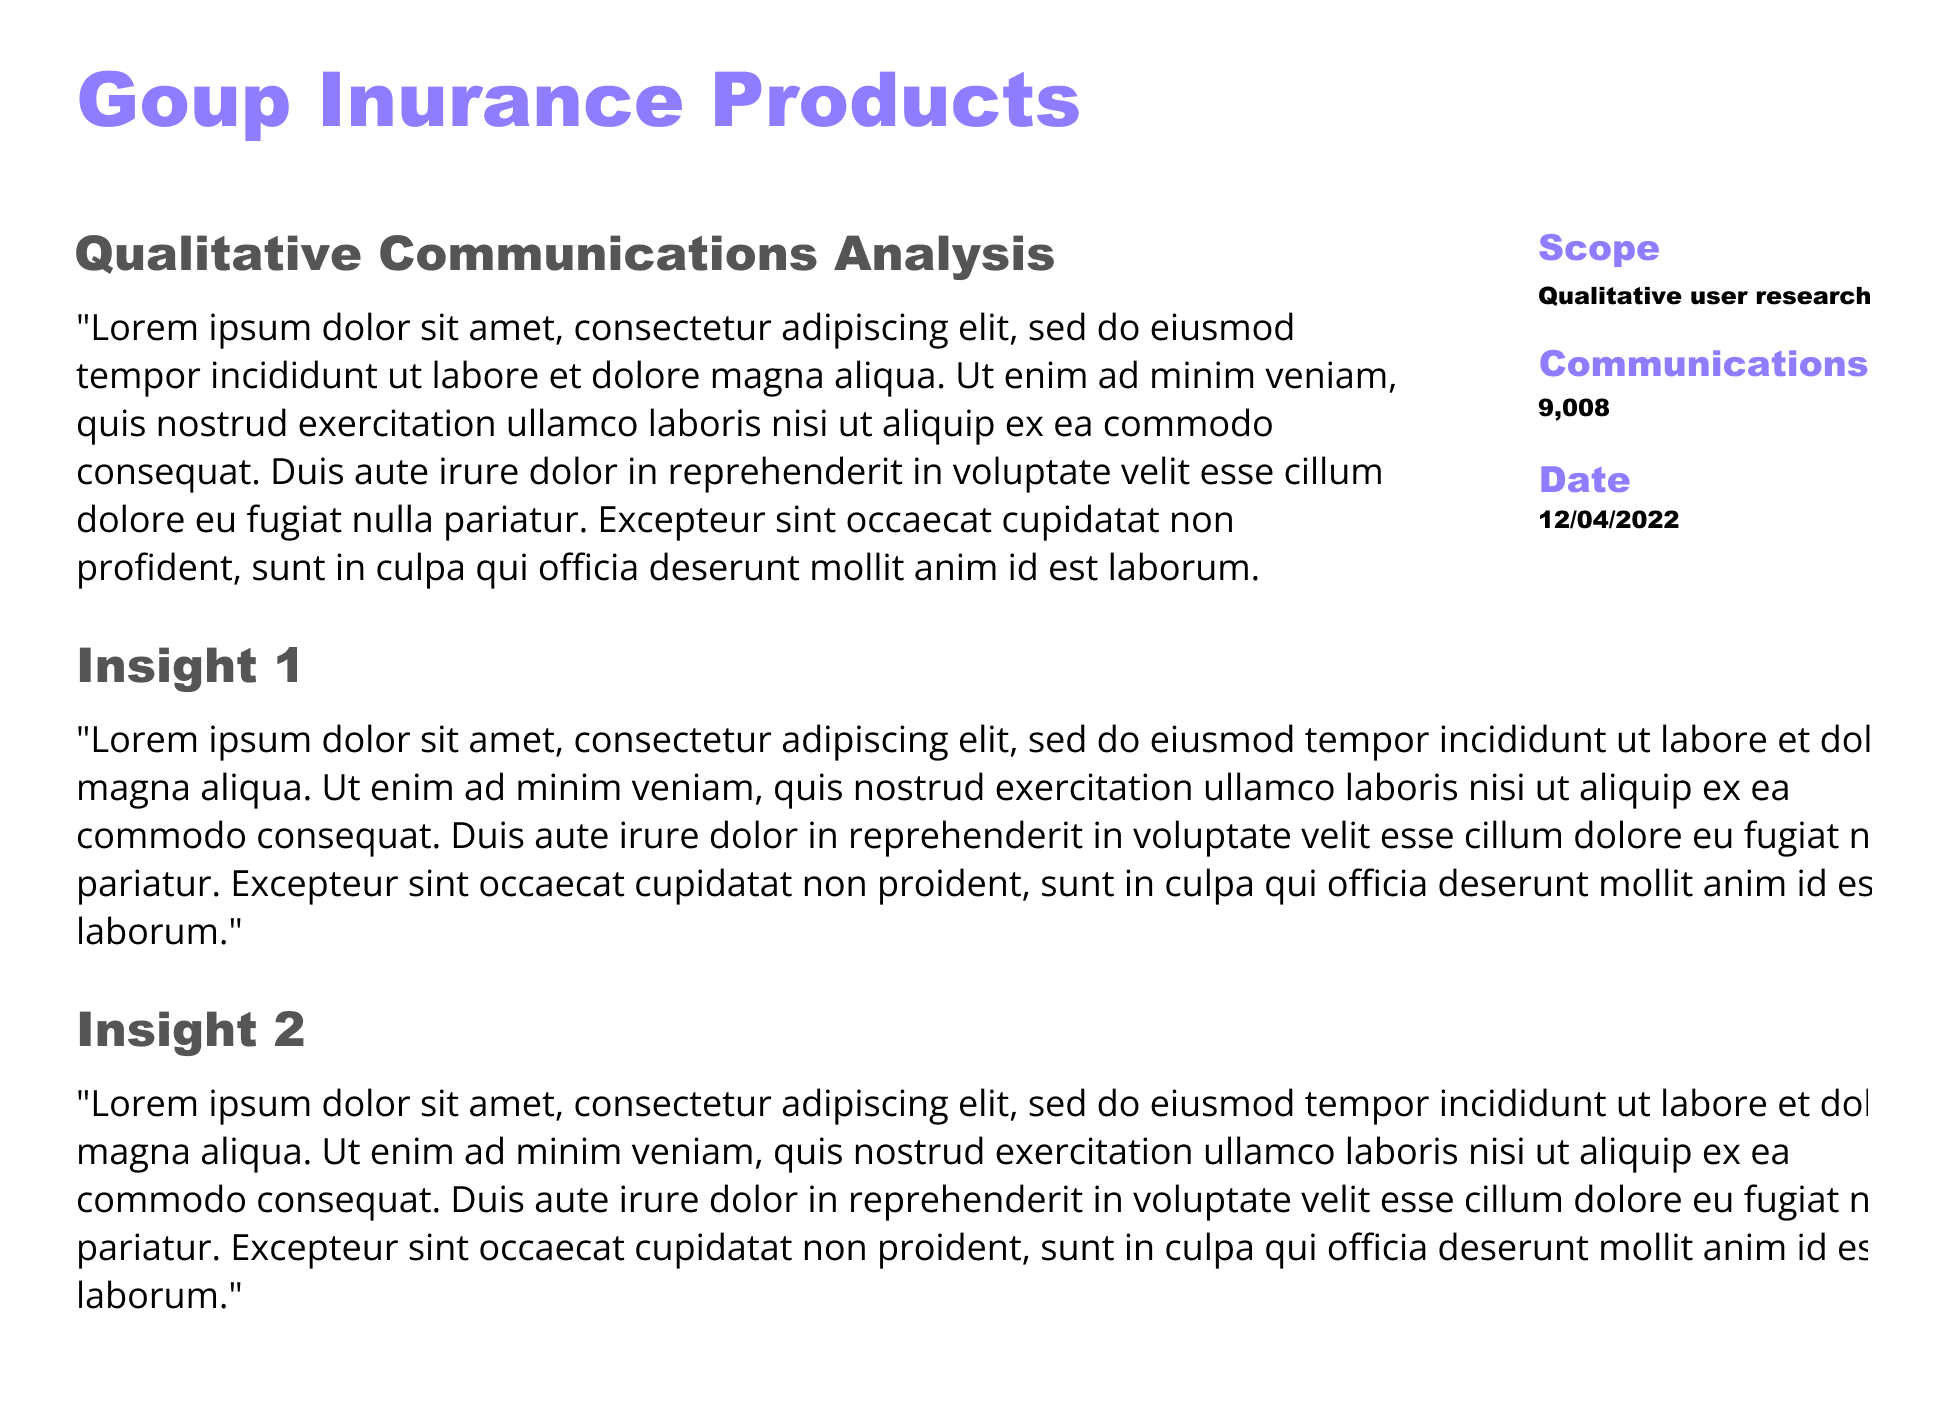 Goup Inurance Products
Qualitative Communications Analysis
"Lorem ipsum dolor sit amet, consectetur adipiscing elit, sed do eiusmod
tempor incididunt ut labore et dolore magna aliqua. Ut enim ad minim veniam,
quis nostrud exercitation ullamco laboris nisi ut aliquip ex ea commodo
consequat. Duis aute irure dolor in reprehenderit in voluptate velit esse cillum
dolore eu fugiat nulla pariatur. Excepteur sint occaecat cupidatat non
profident, sunt in culpa qui officia deserunt mollit anim id est laborum.
Scope
Qualitative user research
Communications
9,008
Date
12/04/2022
Insight 1
"Lorem ipsum dolor sit amet, consectetur adipiscing elit, sed do eiusmod tempor incididunt ut labore et dol
magna aliqua. Ut enim ad minim veniam, quis nostrud exercitation ullamco laboris nisi ut aliquip ex ea
commodo consequat. Duis aute irure dolor in reprehenderit in voluptate velit esse cillum dolore eu fugiat n
pariatur. Excepteur sint occaecat cupidatat non proident, sunt in culpa qui officia deserunt mollit anim id es
laborum."
Insight 2
"Lorem ipsum dolor sit amet, consectetur adipiscing elit, sed do eiusmod tempor incididunt ut labore et dol
magna aliqua. Ut enim ad minim veniam, quis nostrud exercitation ullamco laboris nisi ut aliquip ex ea
commodo consequat. Duis aute irure dolor in reprehenderit in voluptate velit esse cillum dolore eu fugiat n
pariatur. Excepteur sint occaecat cupidatat non proident, sunt in culpa qui officia deserunt mollit anim id es
laborum."